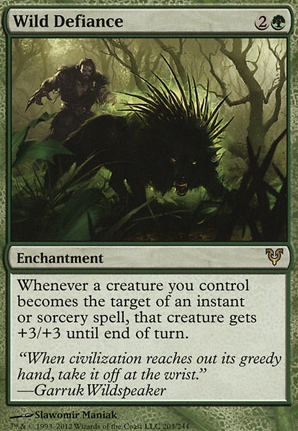 Wild Defiance 2
Enchantment
Whenever a creature you control
becomes the target of an instant
or sorcery spell, that creature gets
+3/+3 until end of turn.
“When civilization reaches out its greedy
hand, take it off at the wrist.”
—Garruk Wildspeaker
Slawomir Maniak
™ & © 1993–2012 Wizards of the Coast LLC 203/244